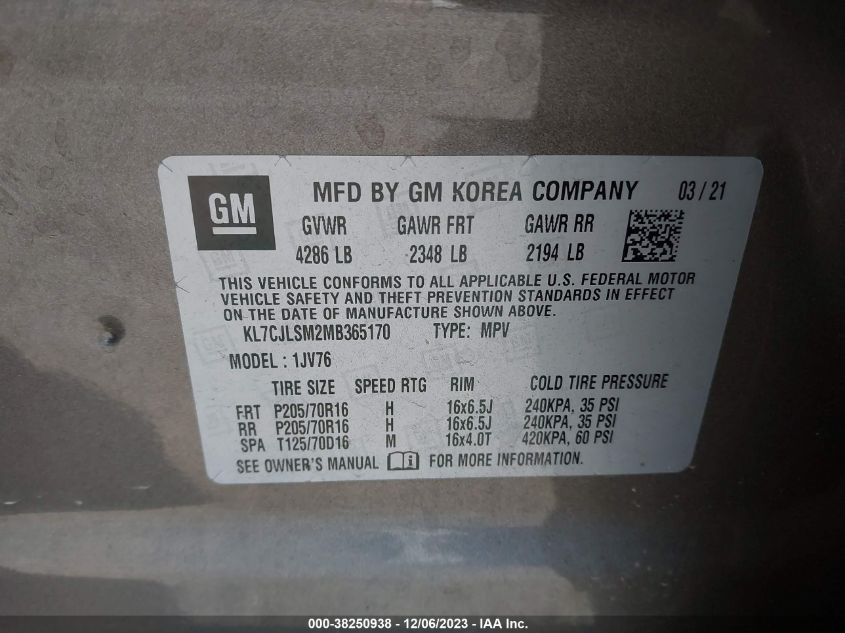 GM MFD BY GM KOREA COMPANY 03/21
GVWR GAWR FRT GAWR RR
4286 LB 2348 LB 2194 LB
THIS VEHICLE CONFORMS TO ALL APPLICABLE U.S. FEDERAL MOTOR
VEHICLE SAFETY AND THEFT PREVENTION STANDARDS IN EFFECT
ON THE DATE OF MANUFACTURE SHOWN ABOVE.
KL7CJLSM2MB365170 TYPE: MPV
MODEL : 1JV76
TIRE SIZE SPEED RTG RIM COLD TIRE PRESSURE
FRT P205/70R16 H 16x6.5J 240KPA, 35 PSI
RR P205/70R16 H 16x6.5J 240KPA, 35 PSI
SPA T125/70D16 M 16x4.0T 420KPA, 60 PSI
SEE OWNER'S MANUAL FOR MORE INFORMATION.
000-38250938 - 12/06/2023 - IAA Inc.